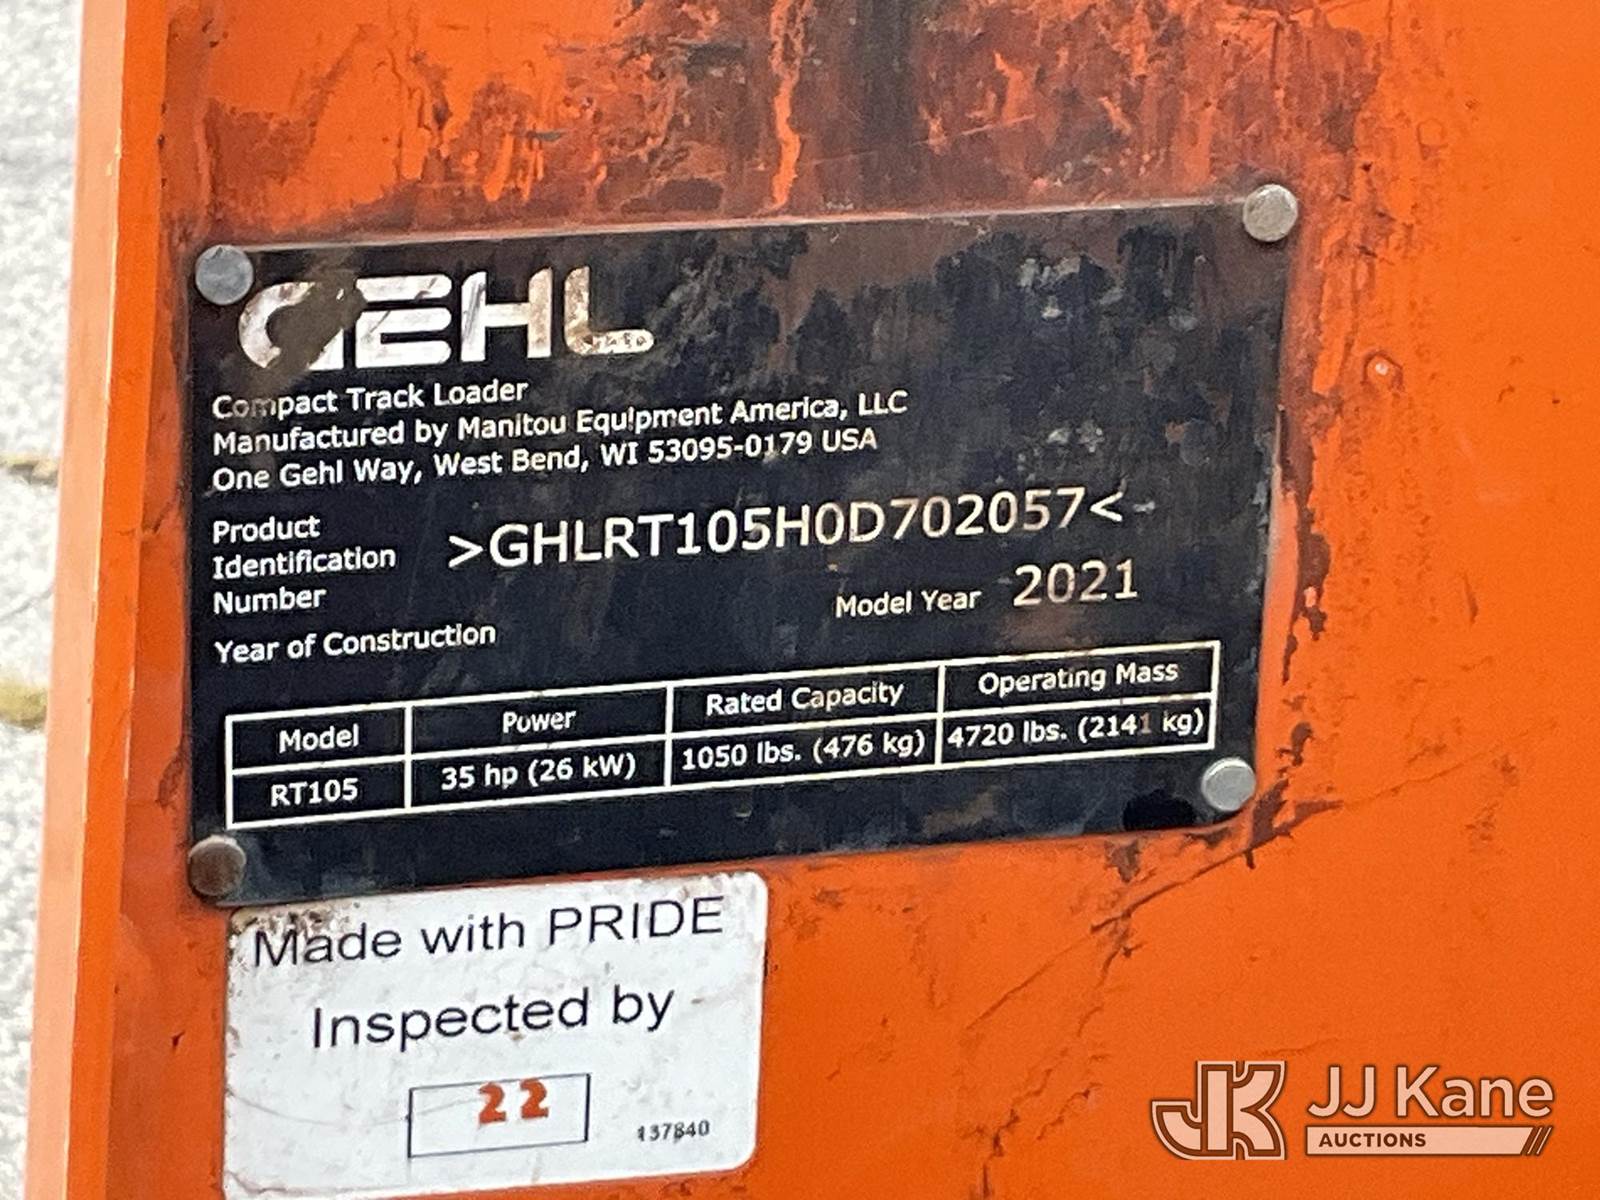 GEHL
Compact Track Loader
Manufactured by Manitou Equipment America, LLC
One Gehl Way, West Bend, WI 53095-0179 USA
Product
Identification
Number
>GHLRT105H0D702057<
Model Year 2021
Year of Construction
Model Power Rated Capacity Operating Mass
RT105 35 hp (26 kW) 1050 lbs. (476 kg) 4720 lbs. (2141 kg)
Made with PRIDE
Inspected by
22
137840
JK JJ Kane
AUCTIONS